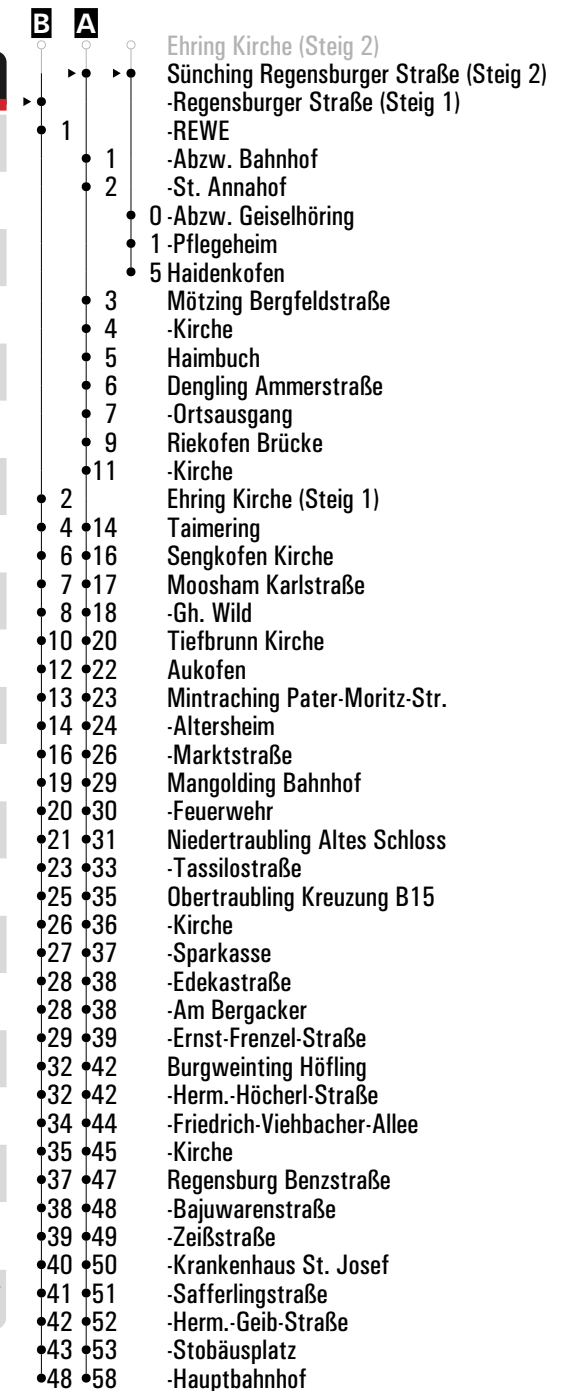 B A
Ehring Kirche (Steig 2)
Sünching Regensburger Straße (Steig 2)
-Regensburger Straße (Steig 1)
1 -REWE
1 -Abzw. Bahnhof
2 -St. Annahof
0 -Abzw. Geiselhöring
1 -Pflegeheim
5 Haidenkofen
3 Mötzing Bergfeldstraße
4 -Kirche
5 Haimbuch
6 Dengling Ammerstraße
7 -Ortsausgang
9 Riekofen Brücke
11 -Kirche
2 Ehring Kirche (Steig 1)
4 14 Taimering
6 16 Sengkofen Kirche
7 17 Moosham Karlstraße
8 18 -Gh. Wild
10 20 Tiefbrunn Kirche
12 22 Aukofen
13 23 Mintraching Pater-Moritz-Str.
14 24 -Altersheim
16 26 -Marktstraße
19 29 Mangolding Bahnhof
20 30 -Feuerwehr
21 31 Niedertraubling Altes Schloss
23 33 -Tassilostraße
25 35 Obertraubling Kreuzung B15
26 36 -Kirche
27 37 -Sparkasse
28 38 -Edekastraße
28 38 -Am Bergacker
29 39 -Ernst-Frenzel-Straße
32 42 Burgweinting Höfling
32 42 -Herm.-Höcherl-Straße
34 44 -Friedrich-Viehbacher-Allee
35 45 -Kirche
37 47 Regensburg Benzstraße
38 48 -Bajuwarenstraße
39 49 -Zeißstraße
40 50 -Krankenhaus St. Josef
41 51 -Safferlingstraße
42 52 -Herm.-Geib-Straße
43 53 -Stobäusplatz
48 58 -Hauptbahnhof